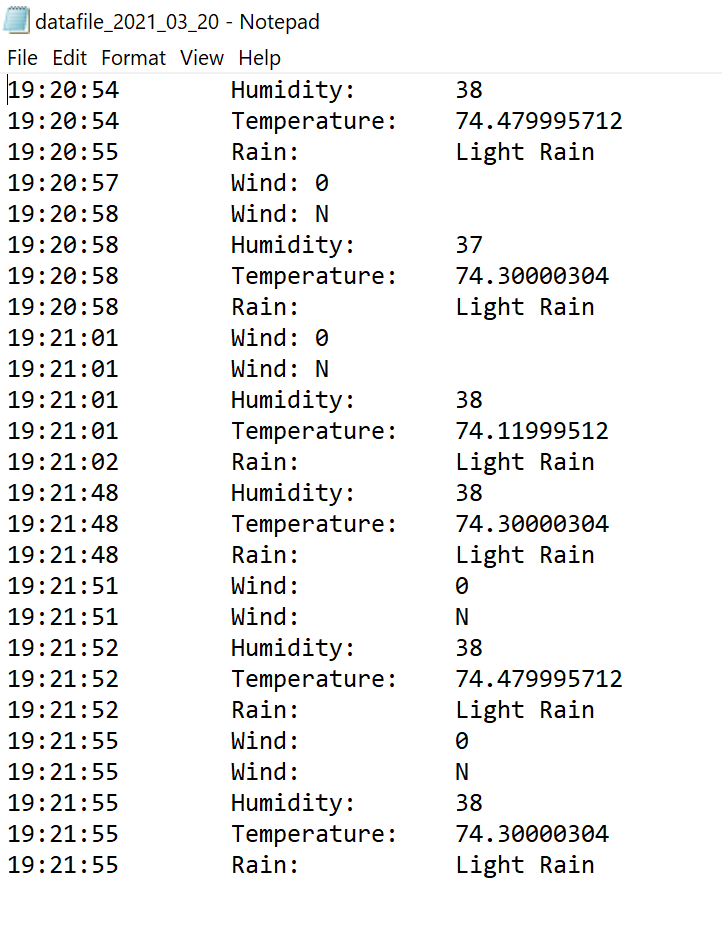 datafile_2021_03_20 - Notepad
File Edit Format View Help
19:20:54 Humidity: 38
19:20:54 Temperature: 74.479995712
19:20:55 Rain: Light Rain
19:20:57 Wind: 0
19:20:58 Wind: N
19:20:58 Humidity: 37
19:20:58 Temperature: 74.30000304
19:20:58 Rain: Light Rain
19:21:01 Wind: 0
19:21:01 Wind: N
19:21:01 Humidity: 38
19:21:01 Temperature: 74.11999512
19:21:02 Rain: Light Rain
19:21:48 Humidity: 38
19:21:48 Temperature: 74.30000304
19:21:48 Rain: Light Rain
19:21:51 Wind: 0
19:21:51 Wind: N
19:21:52 Humidity: 38
19:21:52 Temperature: 74.479995712
19:21:52 Rain: Light Rain
19:21:55 Wind: 0
19:21:55 Wind: N
19:21:55 Humidity: 38
19:21:55 Temperature: 74.30000304
19:21:55 Rain: Light Rain